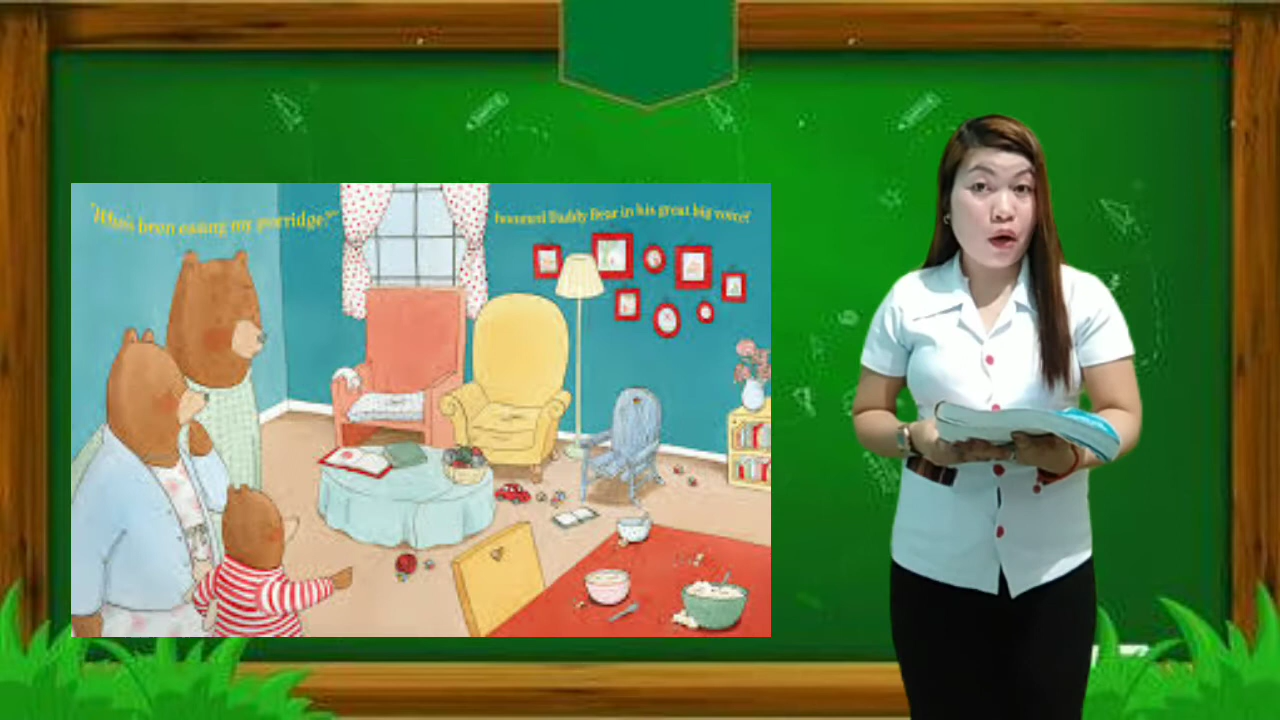 "Who's been eating my porridge?"
boomed Daddy Bear in his great big voice!